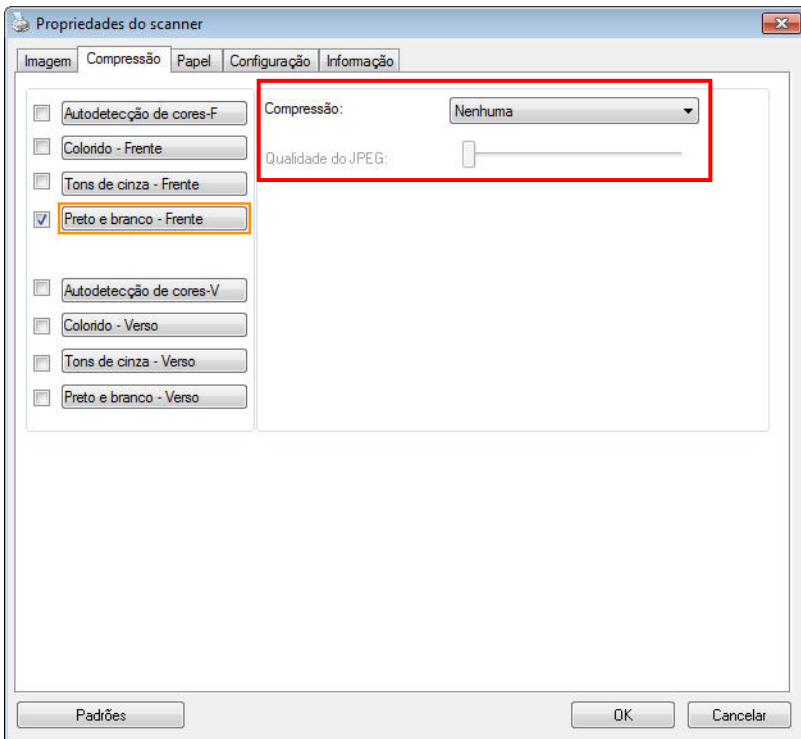 Propriedades do scanner
Imagem Compressão Papel Configuração Informação
Autodetecção de cores-F
Colorido - Frente
Tons de cinza - Frente
Preto e branco - Frente
Autodetecção de cores-V
Colorido - Verso
Tons de cinza - Verso
Preto e branco - Verso
Compressão: Nenhuma
Qualidade do JPEG:
Padrões OK Cancelar